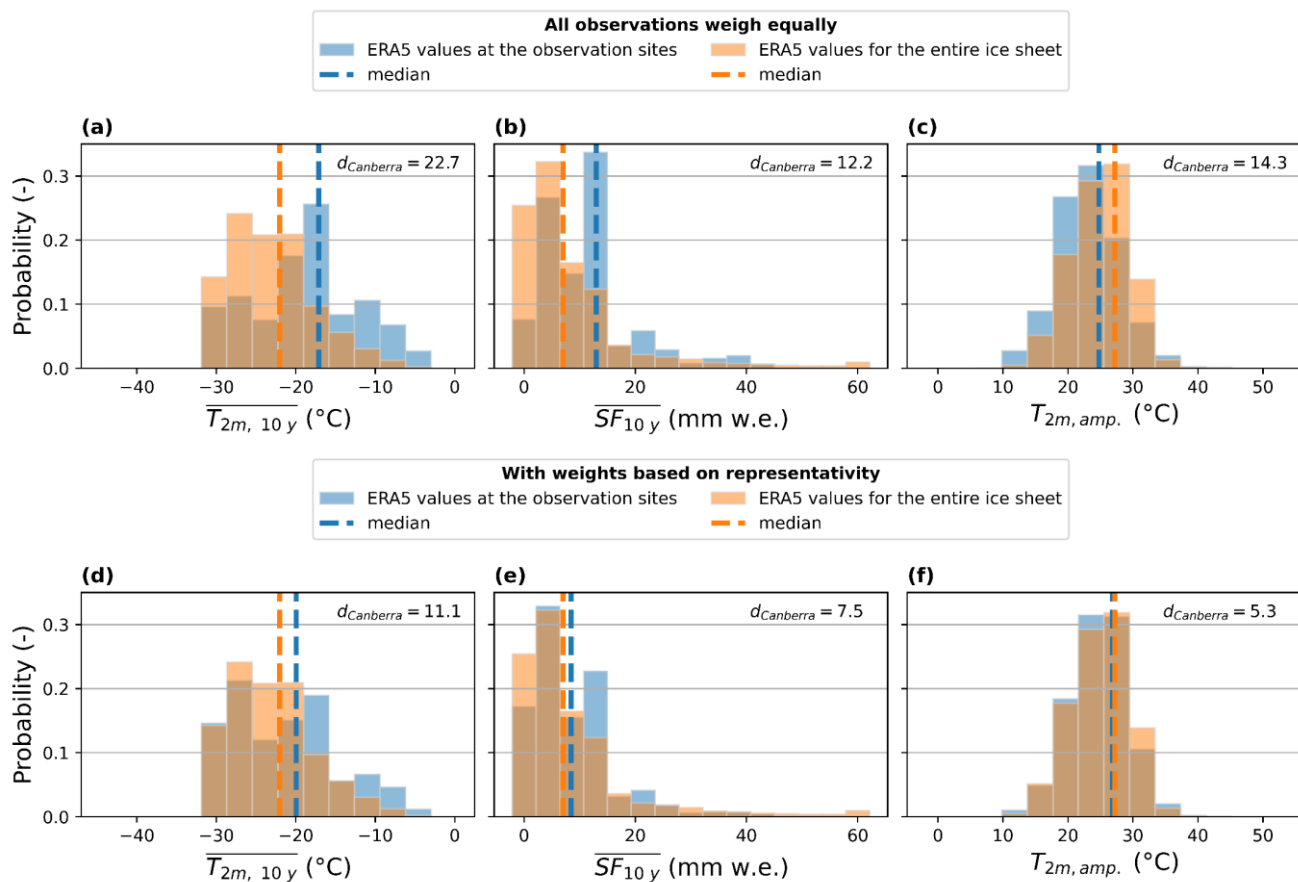 All observations weigh equally
ERA5 values at the observation sites
ERA5 values for the entire ice sheet
median
median
(a)
(b)
(c)
d_Canberra = 22.7
d_Canberra = 12.2
d_Canberra = 14.3
Probability (-)
0.3
0.2
0.1
0.0
−40 −30 −20 −10 0
0 20 40 60
0 10 20 30 40 50
T_2m, 10 y (°C)
SF_10 y (mm w.e.)
T_2m, amp. (°C)
With weights based on representativity
ERA5 values at the observation sites
ERA5 values for the entire ice sheet
median
median
(d)
(e)
(f)
d_Canberra = 11.1
d_Canberra = 7.5
d_Canberra = 5.3
Probability (-)
0.3
0.2
0.1
0.0
−40 −30 −20 −10 0
0 20 40 60
0 10 20 30 40 50
T_2m, 10 y (°C)
SF_10 y (mm w.e.)
T_2m, amp. (°C)